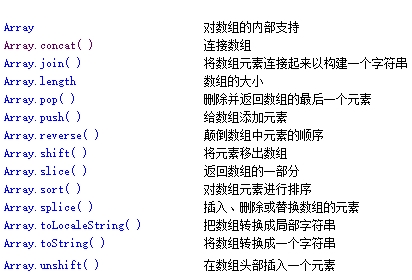 Array 对数组的内部支持
Array.concat( ) 连接数组
Array.join( ) 将数组元素连接起来以构建一个字符串
Array.length 数组的大小
Array.pop( ) 删除并返回数组的最后一个元素
Array.push( ) 给数组添加元素
Array.reverse( ) 颠倒数组中元素的顺序
Array.shift( ) 将元素移出数组
Array.slice( ) 返回数组的一部分
Array.sort( ) 对数组元素进行排序
Array.splice( ) 插入、删除或替换数组的元素
Array.toLocaleString( ) 把数组转换成局部字符串
Array.toString( ) 将数组转换成一个字符串
Array.unshift( ) 在数组头部插入一个元素